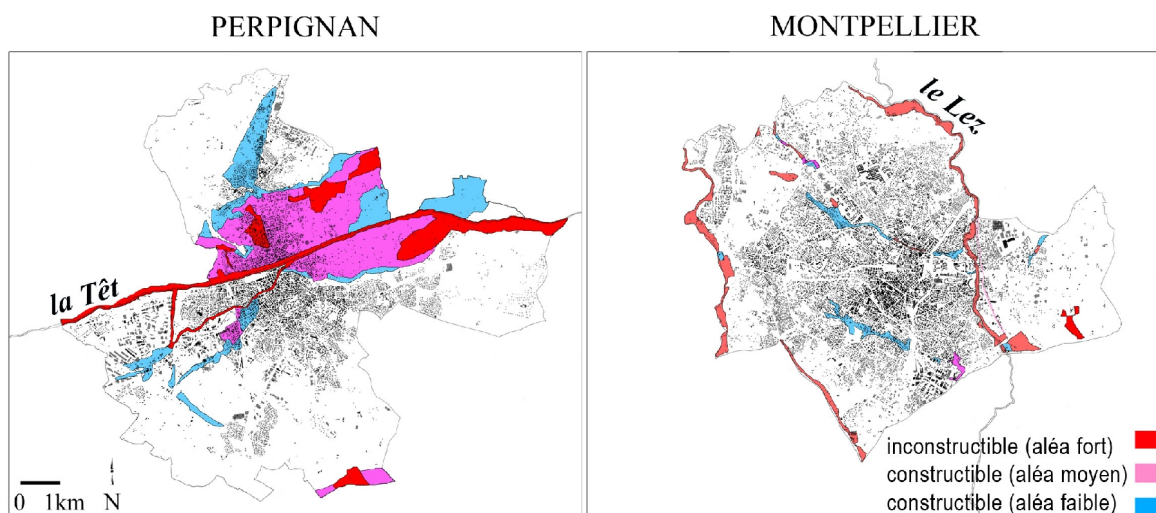 PERPIGNAN
MONTPELLIER
le Lez
la Têt
inconstructible (aléa fort)
constructible (aléa moyen)
constructible (aléa faible)
0 1km N